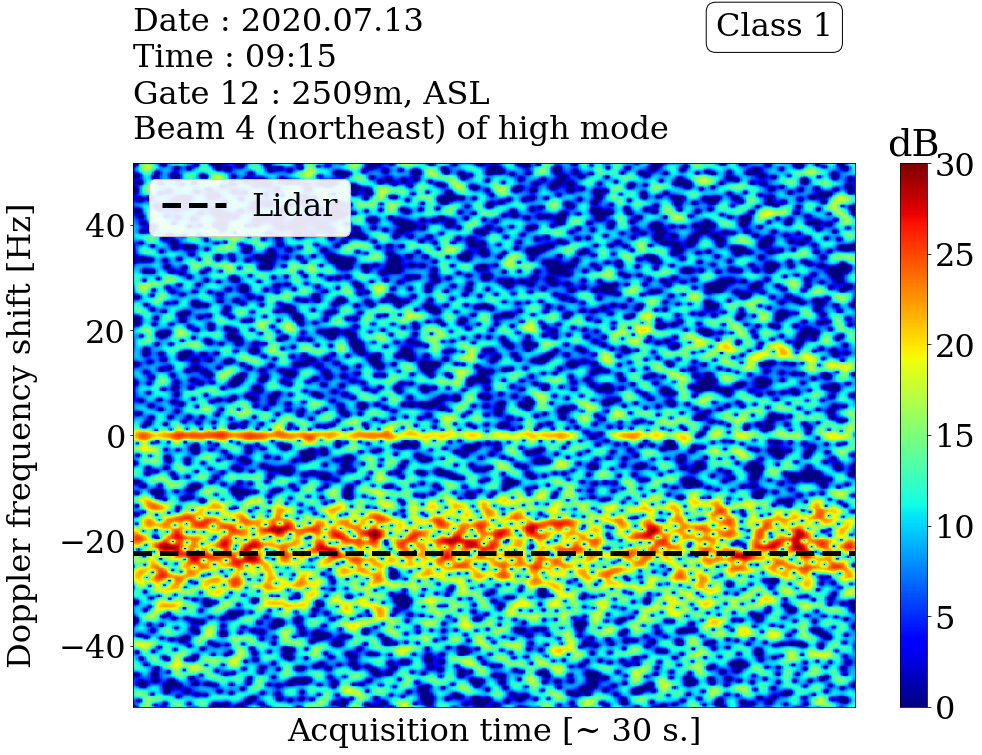 Date : 2020.07.13
Time : 09:15
Gate 12 : 2509m, ASL
Beam 4 (northeast) of high mode
Class 1
dB
Lidar
Doppler frequency shift [Hz]
40
20
0
−20
−40
30
25
20
15
10
5
0
Acquisition time [~ 30 s.]